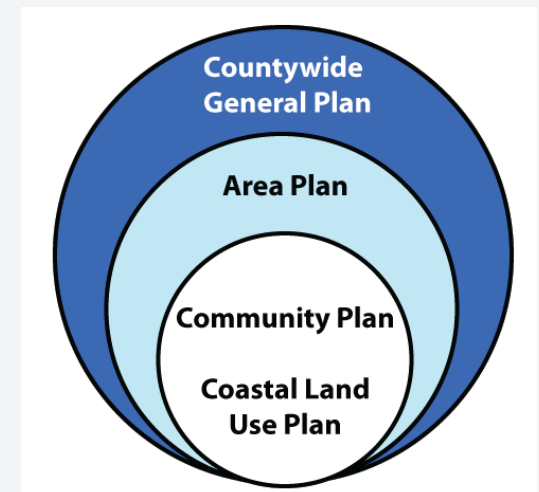 Countywide
General Plan
Area Plan
Community Plan
Coastal Land
Use Plan